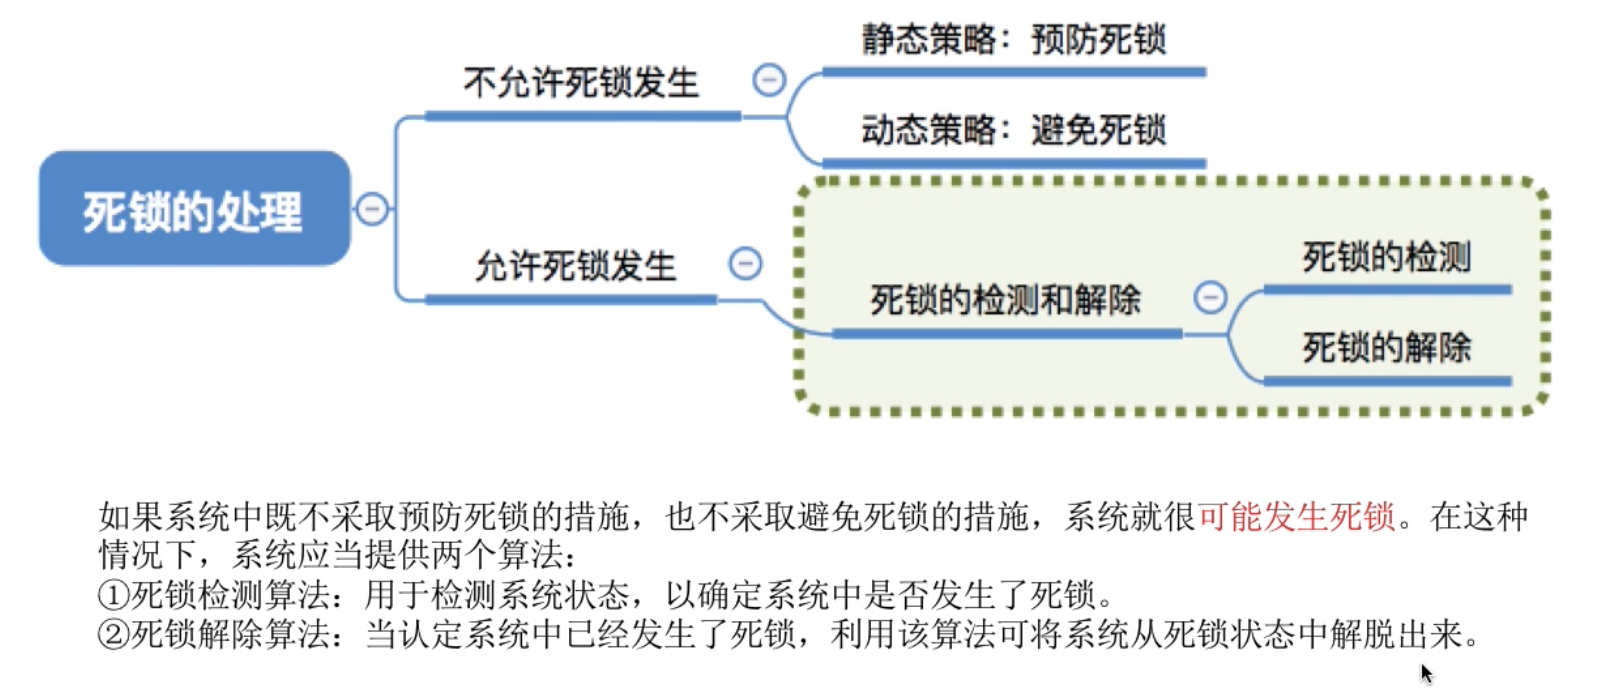 死锁的处理
不允许死锁发生
静态策略：预防死锁
动态策略：避免死锁
允许死锁发生
死锁的检测和解除
死锁的检测
死锁的解除
如果系统中既不采取预防死锁的措施，也不采取避免死锁的措施，系统就很可能发生死锁。在这种
情况下，系统应当提供两个算法：
①死锁检测算法：用于检测系统状态，以确定系统中是否发生了死锁。
②死锁解除算法：当认定系统中已经发生了死锁，利用该算法可将系统从死锁状态中解脱出来。